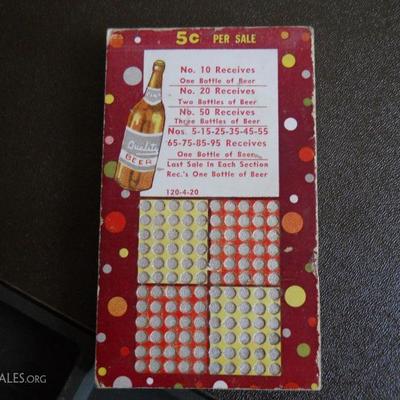 5¢ PER SALE
No. 10 Receives
One Bottle of Beer
No. 20 Receives
Two Bottles of Beer
No. 50 Receives
Three Bottles of Beer
Nos. 5-15-25-35-45-55
65-75-85-95 Receives
One Bottle of Beer
Last Sale in Each Section
Rec.'s One Bottle of Beer
120-4-20
Quality
BEER
ALES.ORG